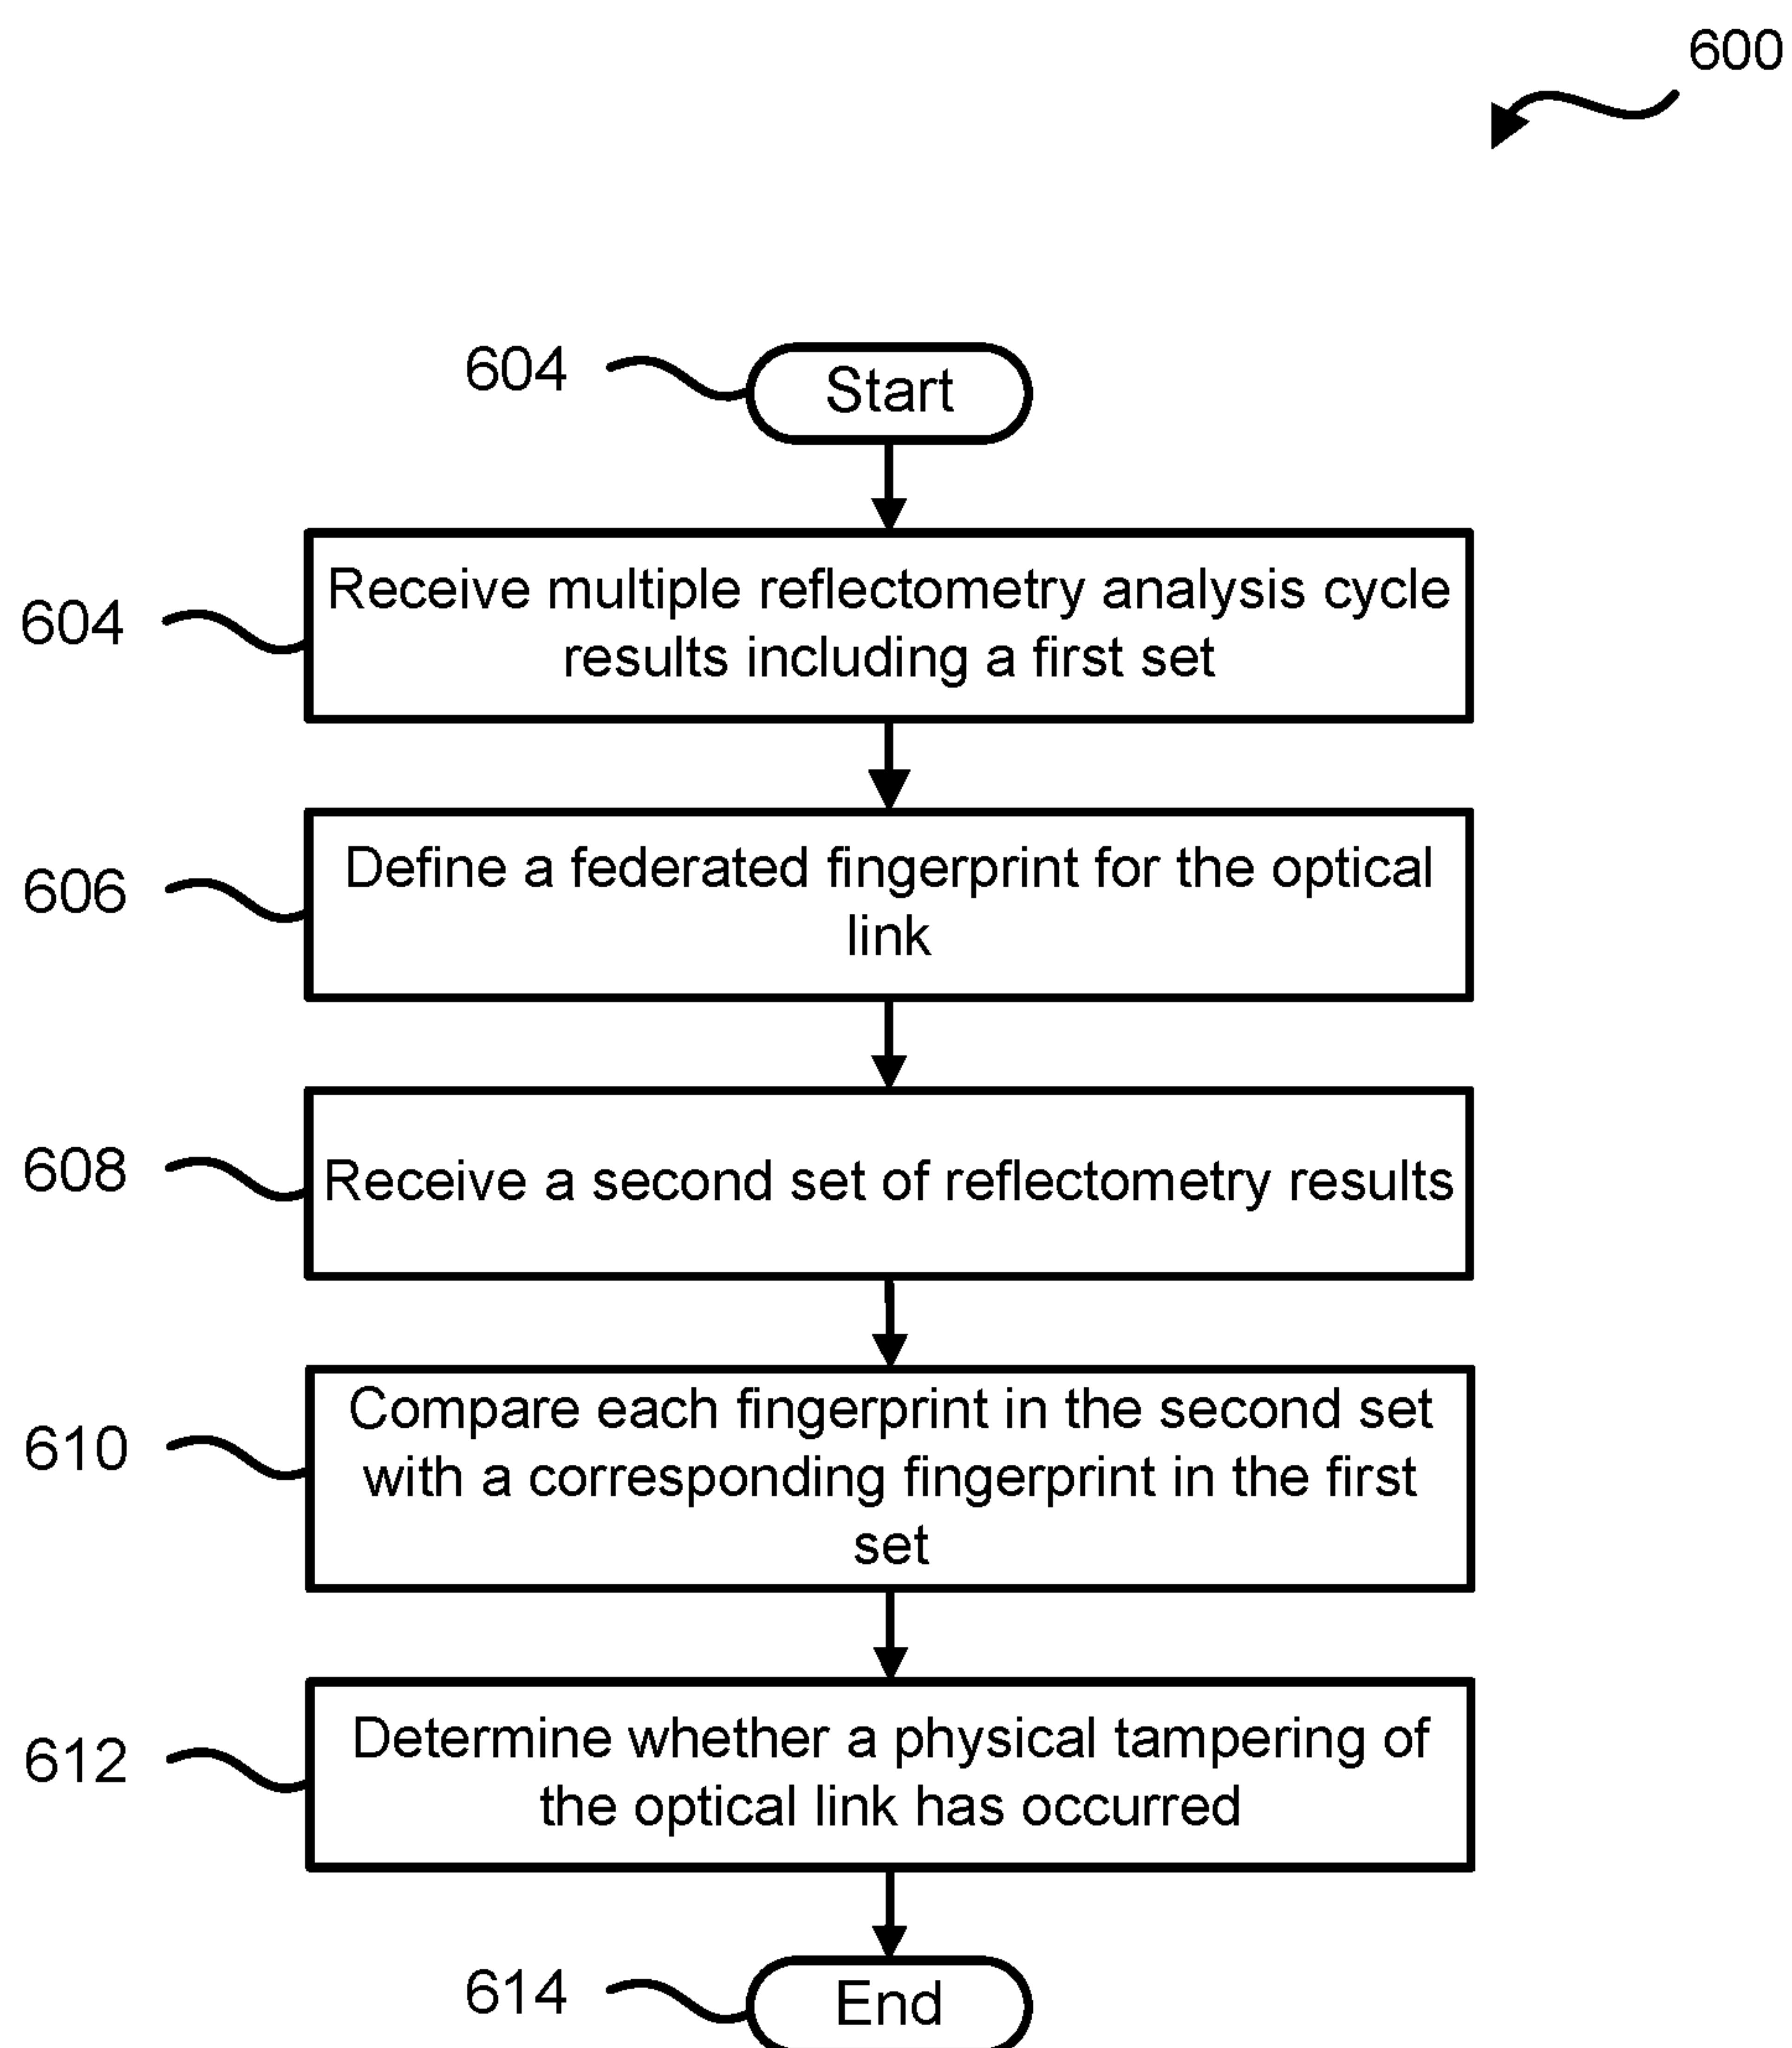 600
604
Start
604
Receive multiple reflectometry analysis cycle
results including a first set
606
Define a federated fingerprint for the optical
link
608
Receive a second set of reflectometry results
610
Compare each fingerprint in the second set
with a corresponding fingerprint in the first
set
612
Determine whether a physical tampering of
the optical link has occurred
614
End